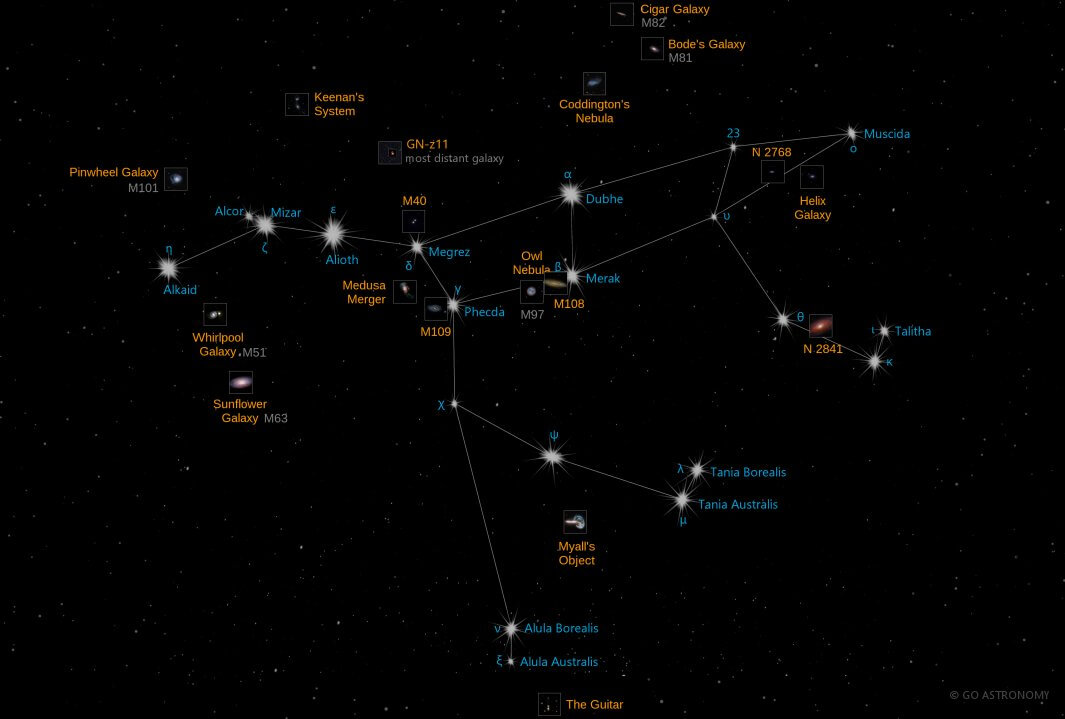 Cigar Galaxy
M82
Bode's Galaxy
M81
Coddington's
Nebula
Keenan's
System
23
Muscida
ο
GN-z11
most distant galaxy
N 2768
Pinwheel Galaxy
M101
α
Dubhe
Helix
Galaxy
M40
Alcor
Mizar
ε
υ
ζ
η
Alioth
Megrez
δ
Owl
Nebula
β
Merak
Alkaid
Medusa
Merger
γ
Phecda
M97
M108
M109
θ
N 2841
ι
Talitha
κ
Whirlpool
Galaxy M51
Sunflower
Galaxy M63
χ
ψ
λ
Tania Borealis
Tania Australis
μ
Myall's
Object
ν
Alula Borealis
ξ
Alula Australis
The Guitar
© GO ASTRONOMY